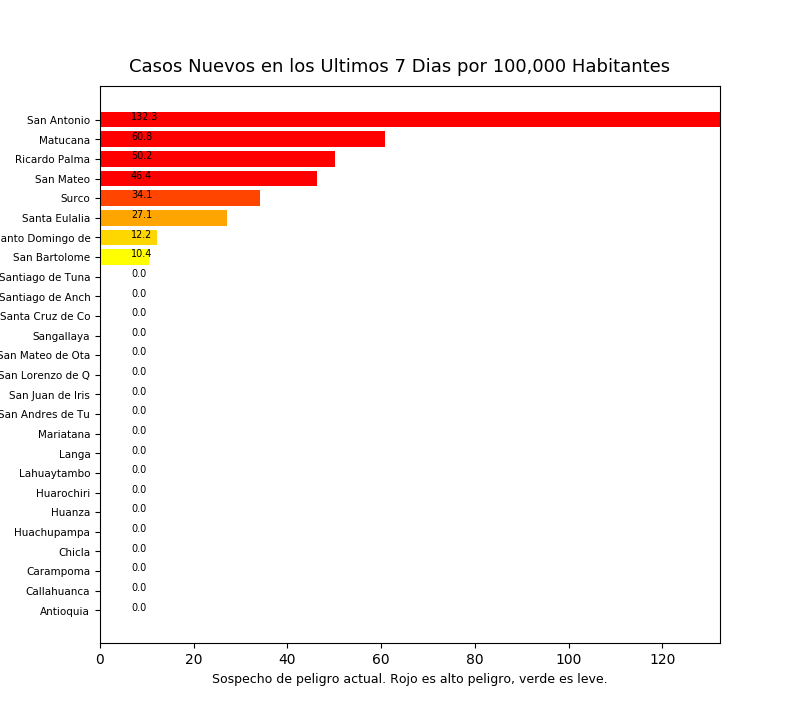 Casos Nuevos en los Ultimos 7 Dias por 100,000 Habitantes
San Antonio 132.3
Matucana 60.8
Ricardo Palma 50.2
San Mateo 46.4
Surco 34.1
Santa Eulalia 27.1
anto Domingo de 12.2
San Bartolome 10.4
Santiago de Tuna 0.0
Santiago de Anch 0.0
Santa Cruz de Co 0.0
Sangallaya 0.0
San Mateo de Ota 0.0
San Lorenzo de Q 0.0
San Juan de Iris 0.0
San Andres de Tu 0.0
Mariatana 0.0
Langa 0.0
Lahuaytambo 0.0
Huarochiri 0.0
Huanza 0.0
Huachupampa 0.0
Chicla 0.0
Carampoma 0.0
Callahuanca 0.0
Antioquia 0.0
0 20 40 60 80 100 120
Sospecho de peligro actual. Rojo es alto peligro, verde es leve.